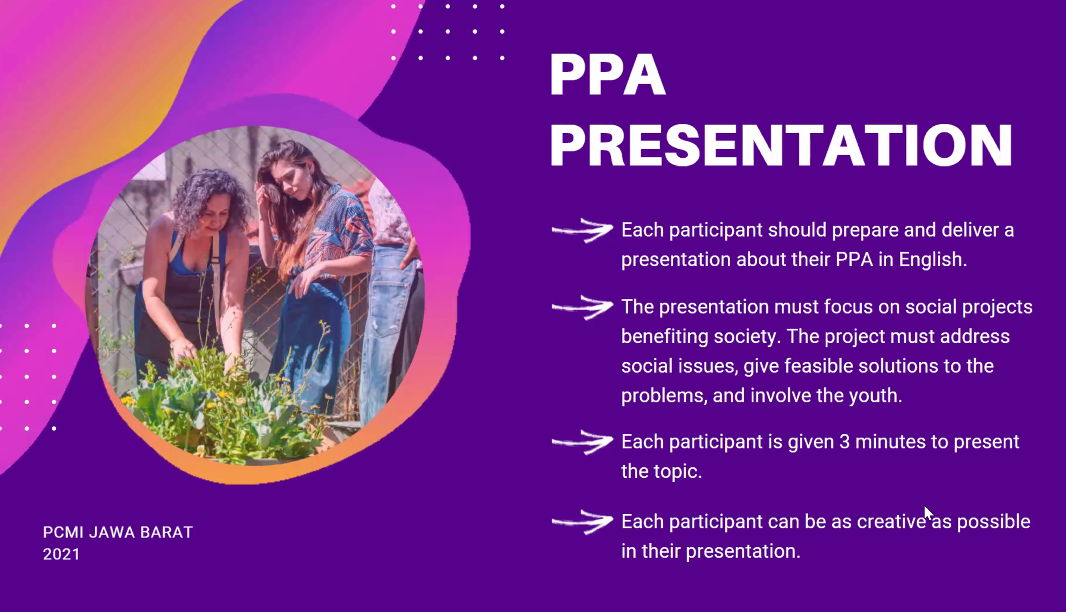 PPA
PRESENTATION
Each participant should prepare and deliver a
presentation about their PPA in English.
The presentation must focus on social projects
benefiting society. The project must address
social issues, give feasible solutions to the
problems, and involve the youth.
Each participant is given 3 minutes to present
the topic.
Each participant can be as creative as possible
in their presentation.
PCMI JAWA BARAT
2021